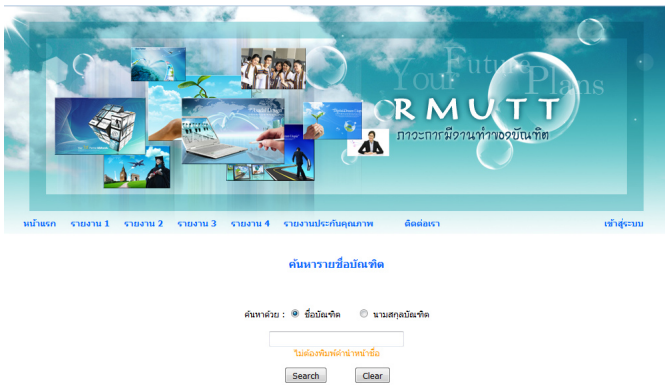 Your Future Plans
RMUTT
ภาวะการมีงานทำของบัณฑิต
หน้าแรก รายงาน 1 รายงาน 2 รายงาน 3 รายงาน 4 รายงานประกันคุณภาพ ติดต่อเรา เข้าสู่ระบบ
ค้นหารายชื่อบัณฑิต
ค้นหาด้วย : ชื่อบัณฑิต นามสกุลบัณฑิต
ไม่ต้องพิมพ์คำนำหน้าชื่อ
Search Clear